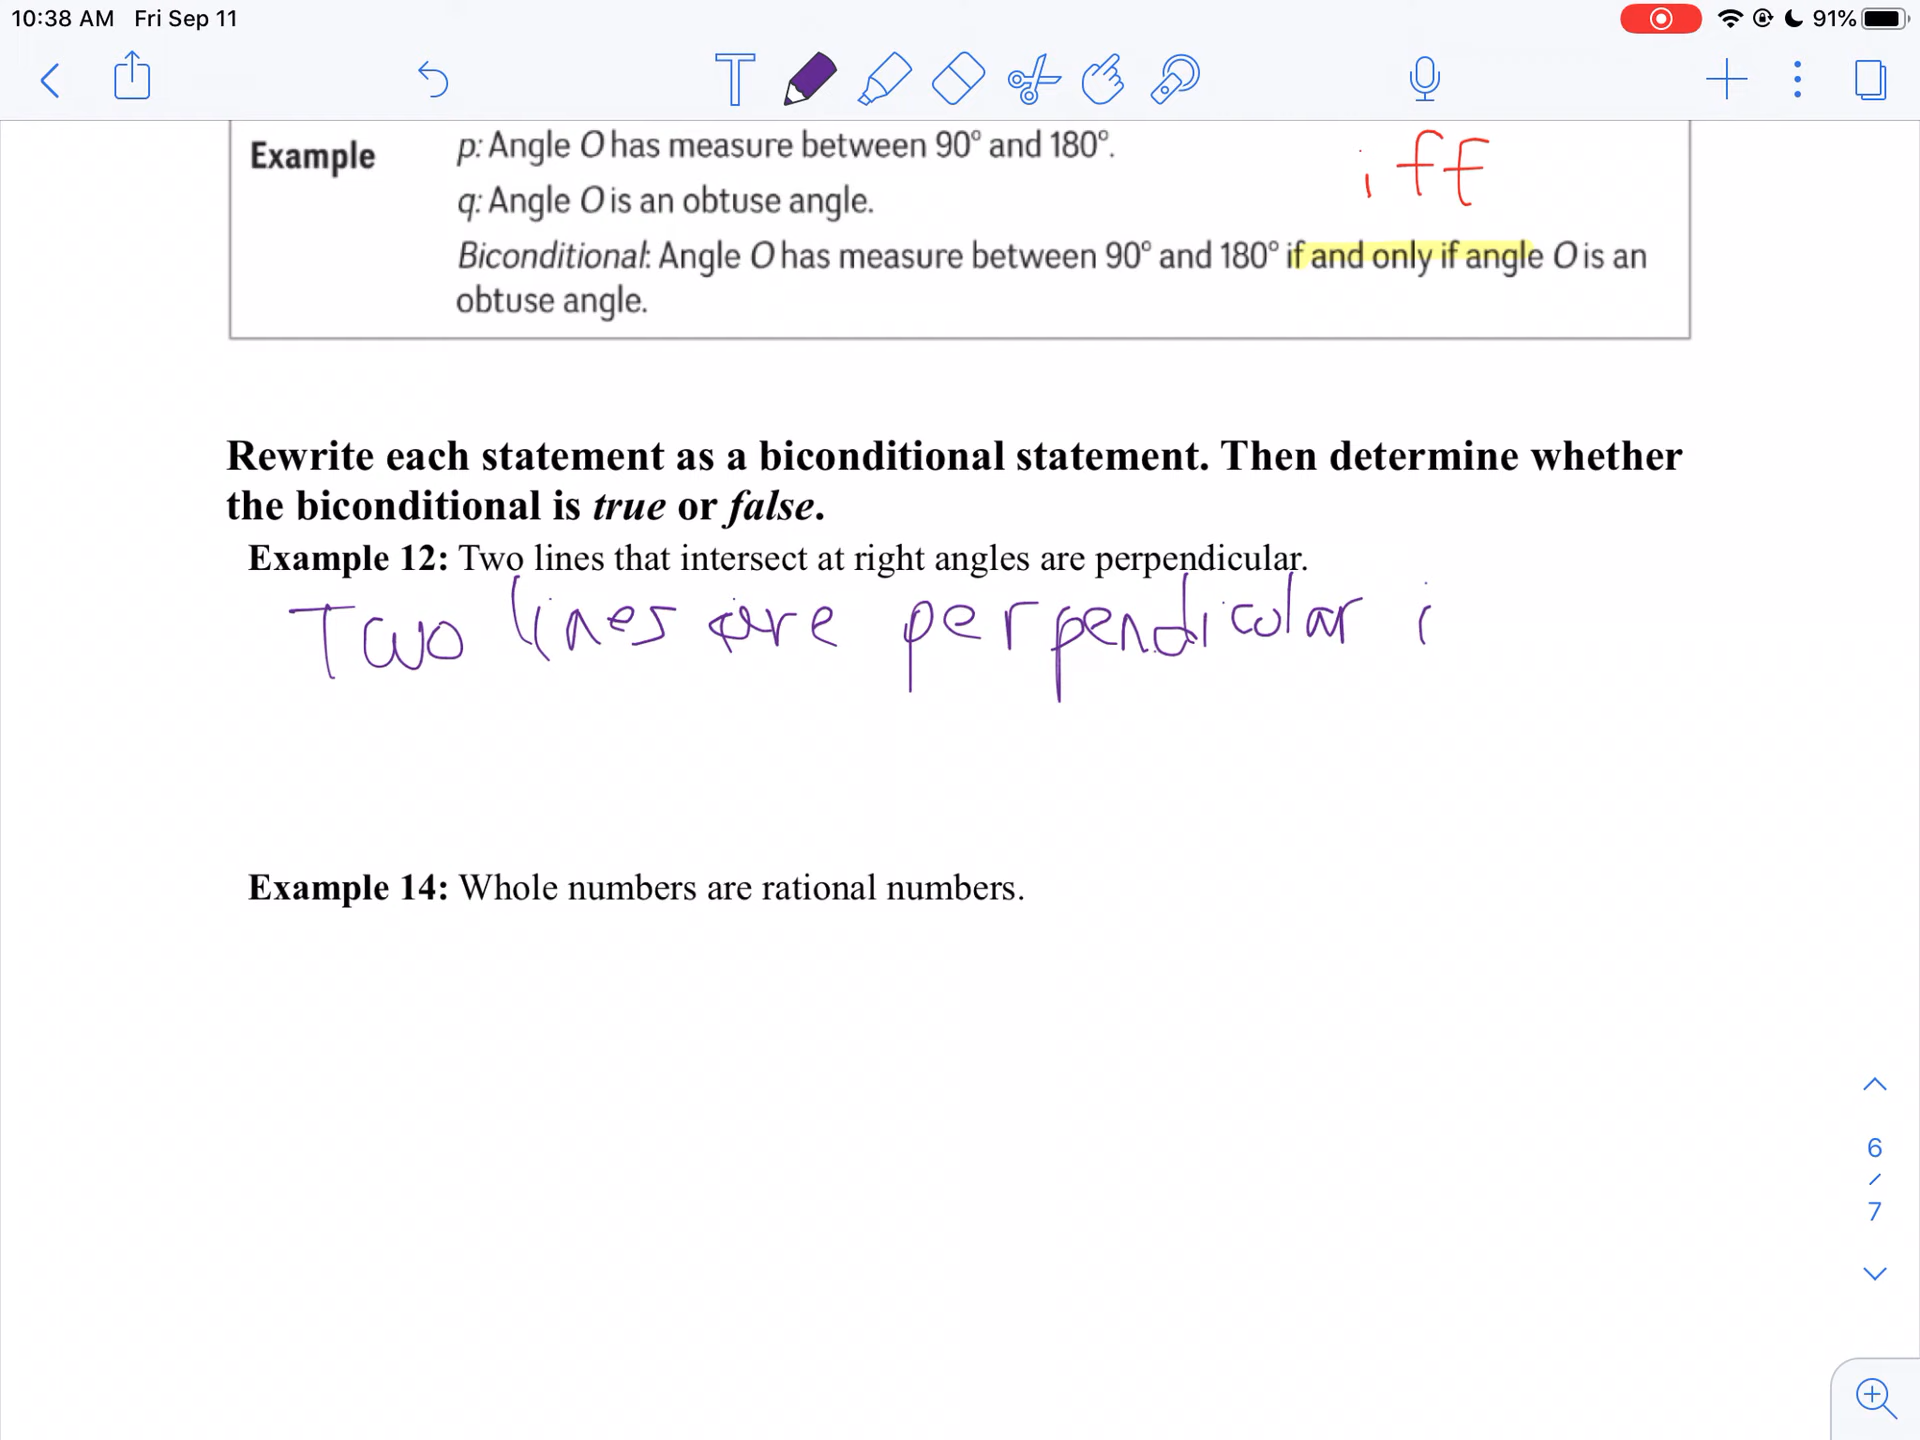 10:38 AM Fri Sep 11
91%
Example
p: Angle O has measure between 90° and 180°.
iff
q: Angle O is an obtuse angle.
Biconditional: Angle O has measure between 90° and 180° if and only if angle O is an
obtuse angle.
Rewrite each statement as a biconditional statement. Then determine whether
the biconditional is true or false.
Example 12: Two lines that intersect at right angles are perpendicular.
Two lines are perpendicular i
Example 14: Whole numbers are rational numbers.
6
/
7